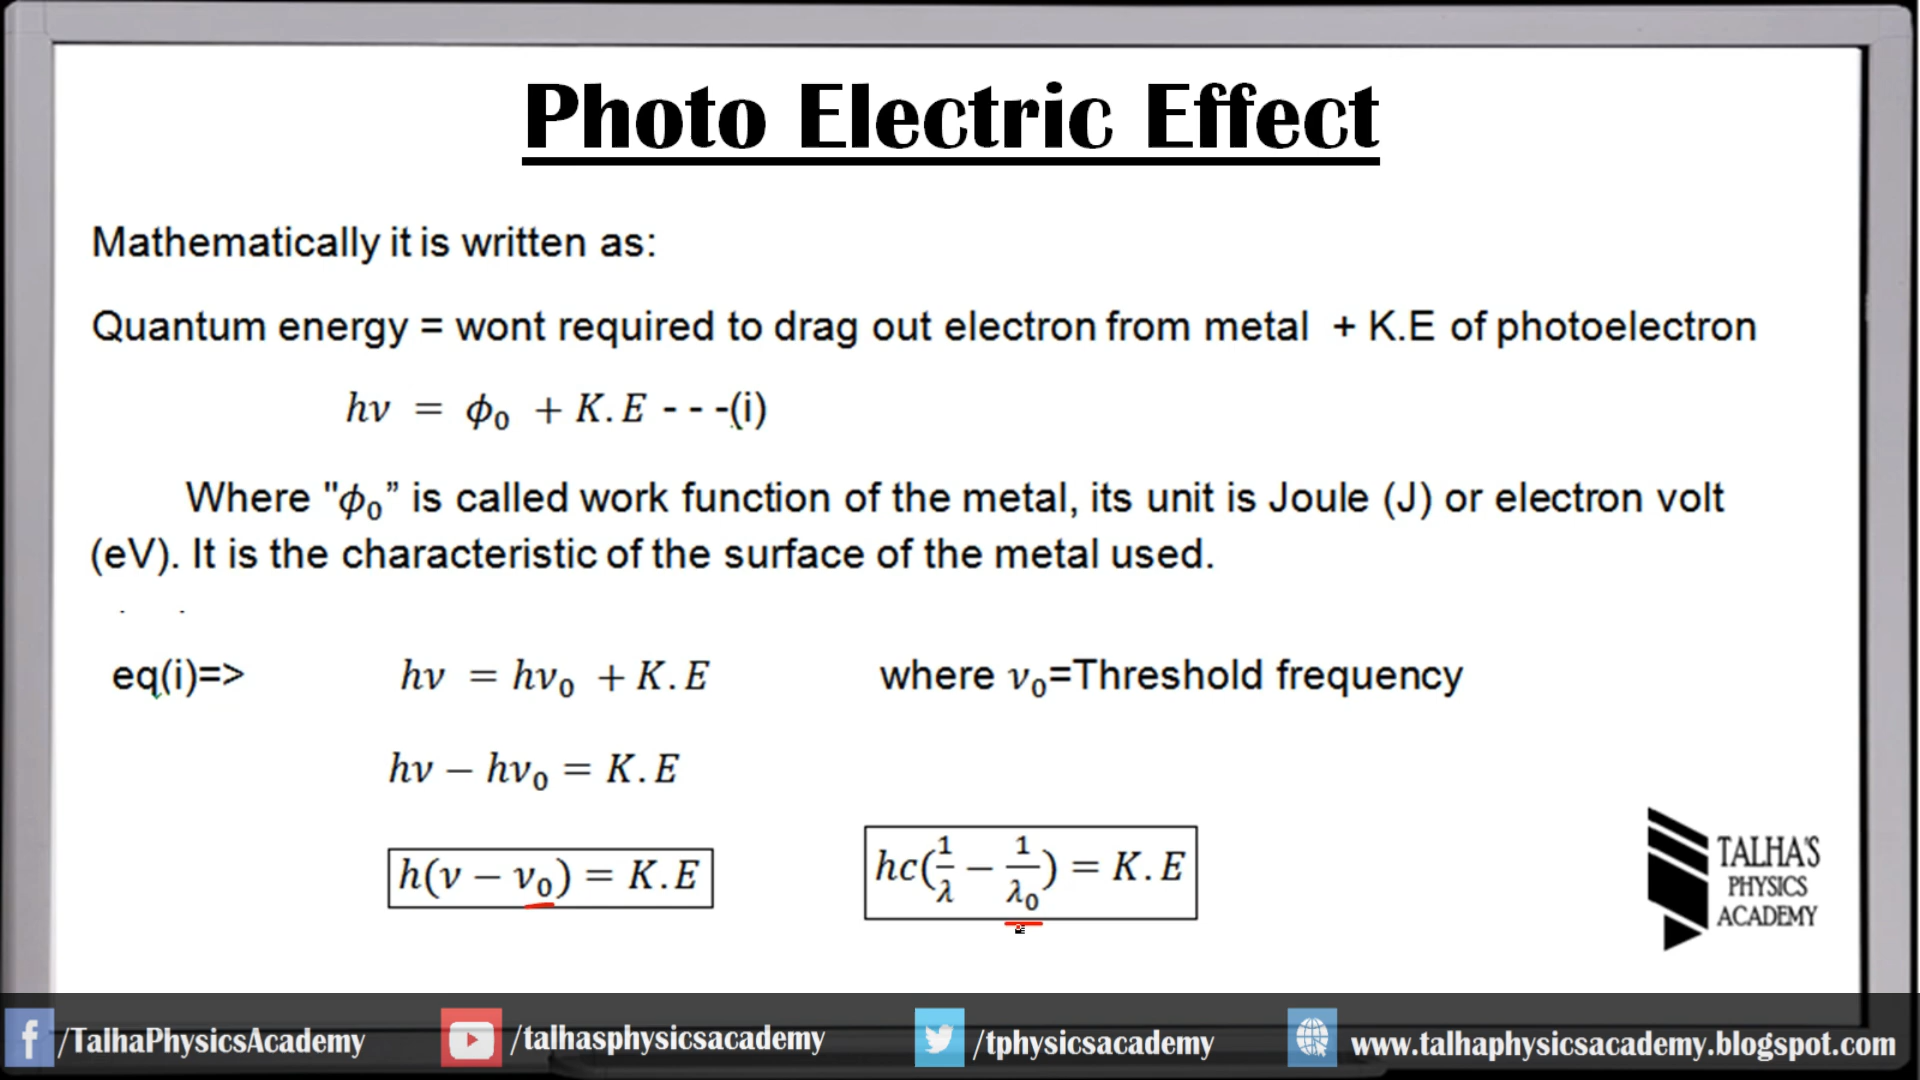 Photo Electric Effect
Mathematically it is written as:
Quantum energy = wont required to drag out electron from metal + K.E of photoelectron
hν = ϕ₀ + K.E - - -(i)
Where "ϕ₀” is called work function of the metal, its unit is Joule (J) or electron volt
(eV). It is the characteristic of the surface of the metal used.
eq(i)=> hν = hν₀ + K.E where ν₀=Threshold frequency
hν − hν₀ = K.E
h(ν − ν₀) = K.E
hc(1/λ − 1/λ₀) = K.E
TALHA'S
PHYSICS
ACADEMY
/TalhaPhysicsAcademy
/talhasphysicsacademy
/tphysicsacademy
www.talhaphysicsacademy.blogspot.com